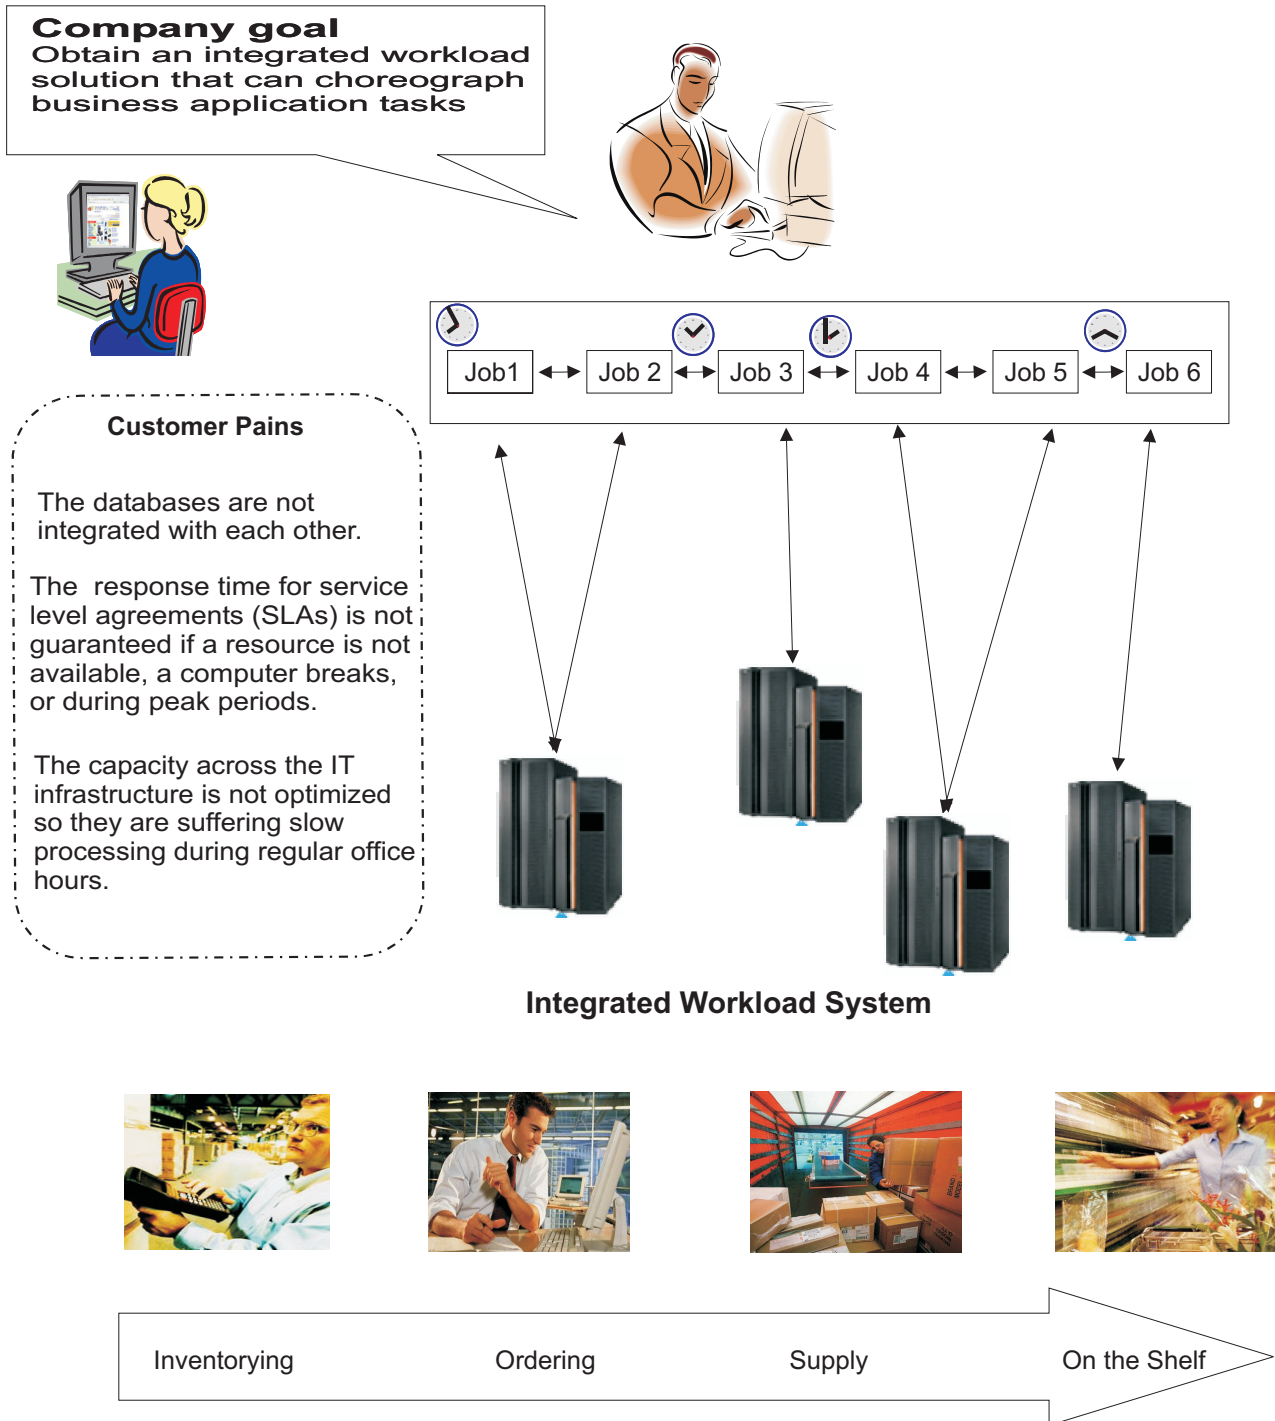 Company goal
Obtain an integrated workload
solution that can choreograph
business application tasks
Job1
Job 2
Job 3
Job 4
Job 5
Job 6
Customer Pains
The databases are not
integrated with each other.
The response time for service
level agreements (SLAs) is not
guaranteed if a resource is not
available, a computer breaks,
or during peak periods.
The capacity across the IT
infrastructure is not optimized
so they are suffering slow
processing during regular office
hours.
Integrated Workload System
Inventorying
Ordering
Supply
On the Shelf